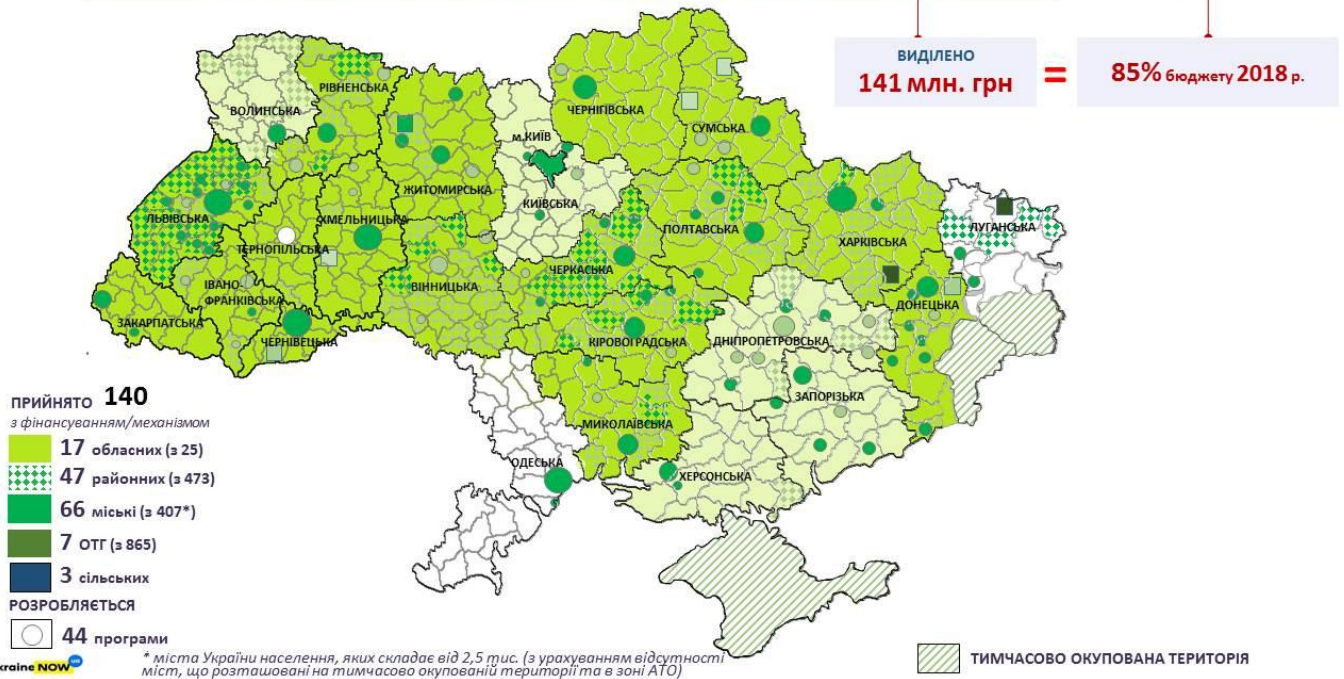 ВИДІЛЕНО
141 млн. грн
=
85% бюджету 2018 р.
ВОЛИНСЬКА
РІВНЕНСЬКА
ЧЕРНІГІВСЬКА
СУМСЬКА
м.КИЇВ
ЖИТОМИРСЬКА
КИЇВСЬКА
ЛЬВІВСЬКА
ХМЕЛЬНИЦЬКА
ТЕРНОПІЛЬСЬКА
ПОЛТАВСЬКА
ХАРКІВСЬКА
ЛУГАНСЬКА
ЧЕРКАСЬКА
ВІННИЦЬКА
ІВАНО-
ФРАНКІВСЬКА
ЗАКАРПАТСЬКА
ЧЕРНІВЕЦЬКА
ДОНЕЦЬКА
КІРОВОГРАДСЬКА
ДНІПРОПЕТРОВСЬКА
ЗАПОРІЗЬКА
МИКОЛАЇВСЬКА
ОДЕСЬКА
ХЕРСОНСЬКА
ПРИЙНЯТО 140
з фінансуванням/механізмом
17 обласних (з 25)
47 районних (з 473)
66 міські (з 407*)
7 ОТГ (з 865)
3 сільських
РОЗРОБЛЯЄТЬСЯ
44 програми
kraine NOW UA
* міста України населення, яких складає від 2,5 тис. (з урахуванням відсутності
міст, що розташовані на тимчасово окупованій території та в зоні АТО)
ТИМЧАСОВО ОКУПОВАНА ТЕРИТОРІЯ